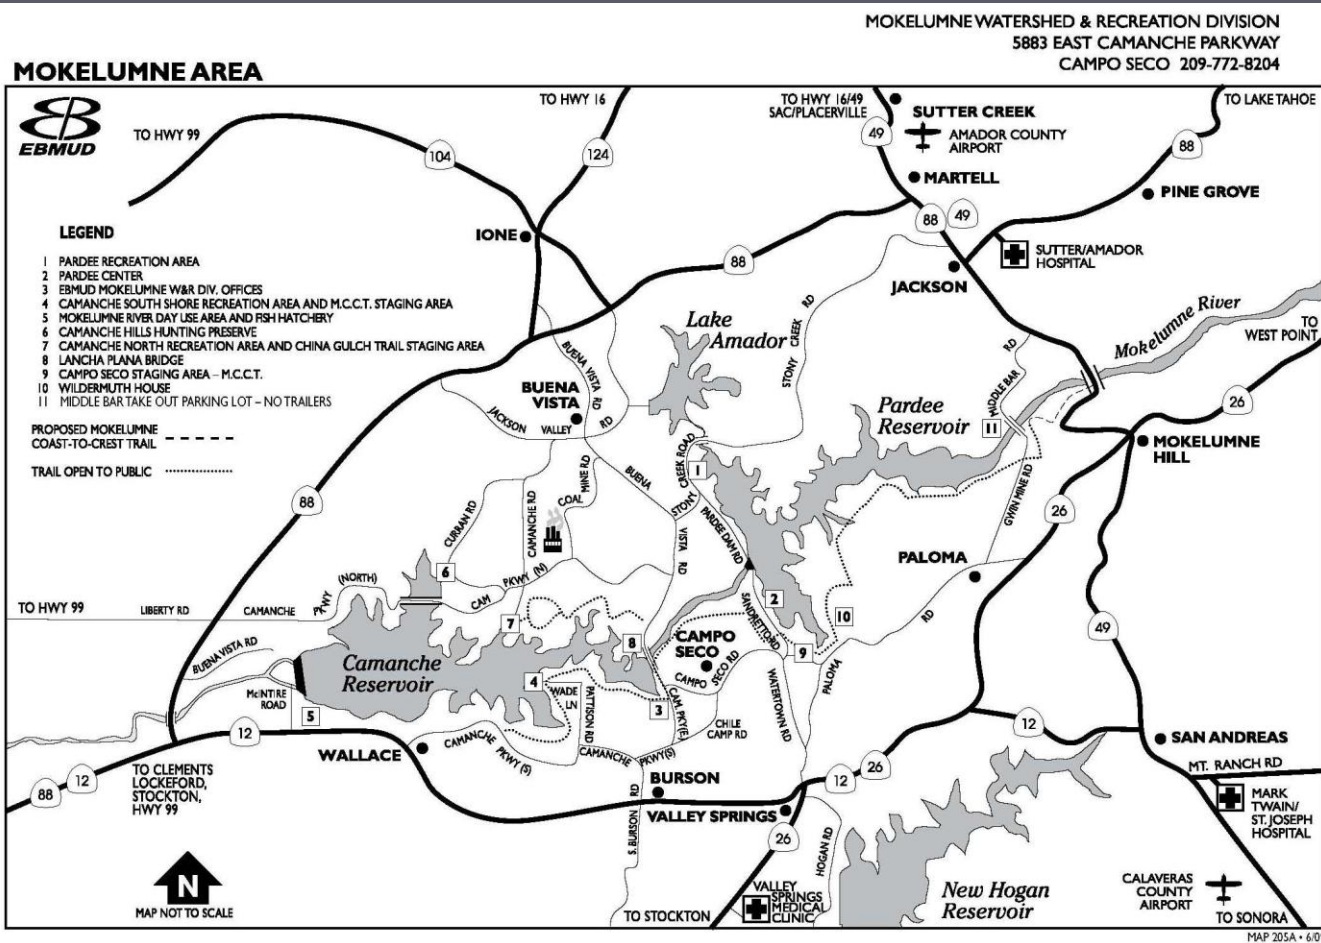 MOKELUMNE WATERSHED & RECREATION DIVISION
5883 EAST CAMANCHE PARKWAY
CAMPO SECO 209-772-8204
MOKELUMNE AREA
EBMUD
TO HWY 99
TO HWY 16
TO HWY 16/49
SAC/PLACERVILLE
SUTTER CREEK
AMADOR COUNTY
AIRPORT
TO LAKE TAHOE
104
124
49
88
MARTELL
PINE GROVE
88
49
LEGEND
1 PARDEE RECREATION AREA
2 PARDEE CENTER
3 EBMUD MOKELUMNE W&R DIV. OFFICES
4 CAMANCHE SOUTH SHORE RECREATION AREA AND M.C.C.T. STAGING AREA
5 MOKELUMNE RIVER DAY USE AREA AND FISH HATCHERY
6 CAMANCHE HILLS HUNTING PRESERVE
7 CAMANCHE NORTH RECREATION AREA AND CHINA GULCH TRAIL STAGING AREA
8 LANCHA PLANA BRIDGE
9 CAMPO SECO STAGING AREA – M.C.C.T.
10 WILDERMUTH HOUSE
11 MIDDLE BAR TAKE OUT PARKING LOT – NO TRAILERS
PROPOSED MOKELUMNE
COAST-TO-CREST TRAIL
TRAIL OPEN TO PUBLIC
IONE
88
SUTTER/AMADOR
HOSPITAL
JACKSON
Mokelumne River
TO
WEST POINT
Lake
Amador
STONY CREEK RD
MIDDLE BAR RD
BUENA VISTA RD
BUENA
VISTA
JACKSON VALLEY RD
Pardee
Reservoir
11
26
MOKELUMNE
HILL
88
CURRAN RD
CAMANCHE RD
COAL MINE RD
BUENA VISTA RD
STONY CREEK ROAD
1
PARDEE DAM RD
GWIN MINE RD
26
PALOMA
6
CAM PKWY (N)
7
TO HWY 99
LIBERTY RD
CAMANCHE PKWY (NORTH)
2
SANDRETTO RD
10
PALOMA RD
49
BUENA VISTA RD
Camanche
Reservoir
8
CAMPO
SECO
CAMPO SECO RD
9
McINTIRE
ROAD
5
4
WADE
LN
PATTISON RD
3
CAM. PKY(E.)
CHILE
CAMP RD
WATERTOWN RD
12
WALLACE
CAMANCHE PKWY (S)
CAMANCHE PKWY(S)
12
SAN ANDREAS
MT. RANCH RD
88
12
TO CLEMENTS
LOCKEFORD,
STOCKTON,
HWY 99
BURSON
S. BURSON RD
VALLEY SPRINGS
12
26
26
HOGAN RD
MARK
TWAIN/
ST. JOSEPH
HOSPITAL
N
MAP NOT TO SCALE
VALLEY
SPRINGS
MEDICAL
CLINIC
TO STOCKTON
New Hogan
Reservoir
CALAVERAS
COUNTY
AIRPORT
TO SONORA